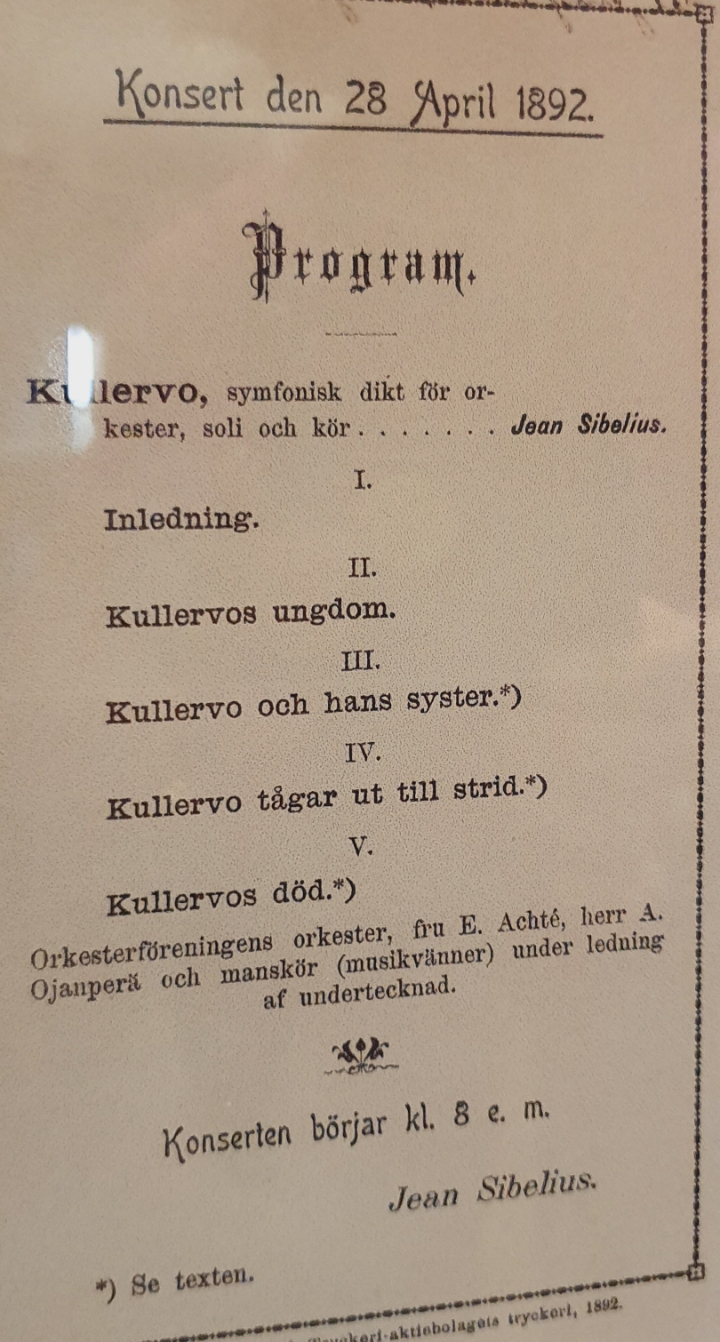 Konsert den 28 April 1892.
Program.
Kullervo, symfonisk dikt för or-
kester, soli och kör . . . . . . . Jean Sibelius.
I.
Inledning.
II.
Kullervos ungdom.
III.
Kullervo och hans syster.*)
IV.
Kullervo tågar ut till strid.*)
V.
Kullervos död.*)
Orkesterföreningens orkester, fru E. Achté, herr A.
Ojanperä och manskör (musikvänner) under ledning
af undertecknad.
Konserten börjar kl. 8 e. m.
Jean Sibelius.
*) Se texten.
Tryckeri-aktiebolagets tryckeri, 1892.